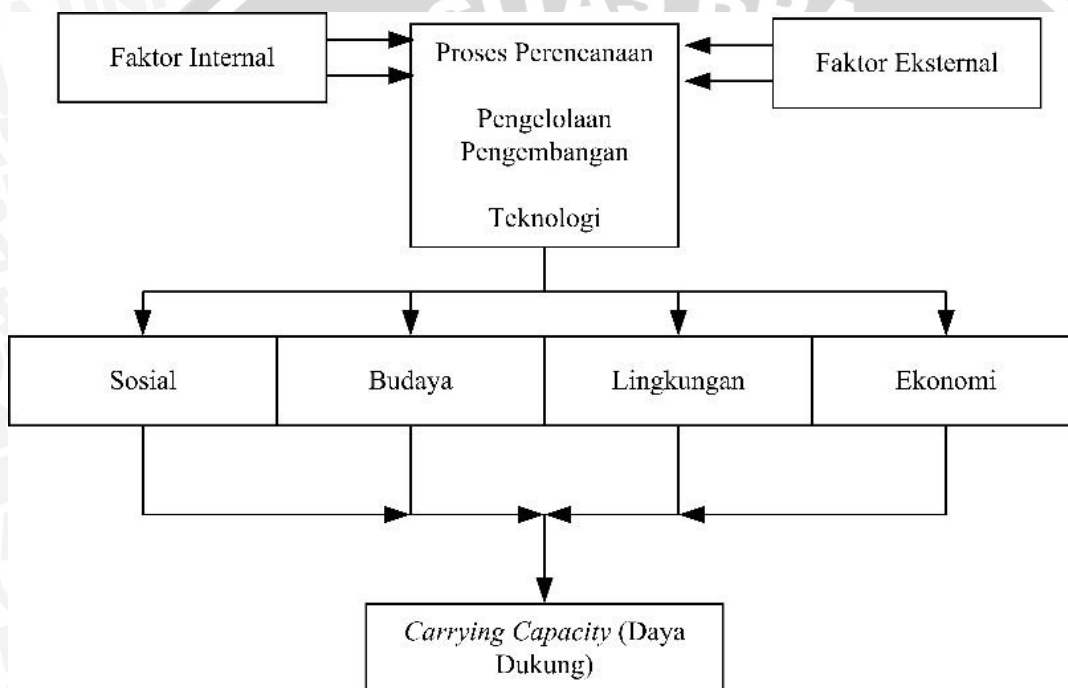 Faktor Internal
Proses Perencanaan
Faktor Eksternal
Pengelolaan
Pengembangan
Teknologi
Sosial
Budaya
Lingkungan
Ekonomi
Carrying Capacity (Daya
Dukung)